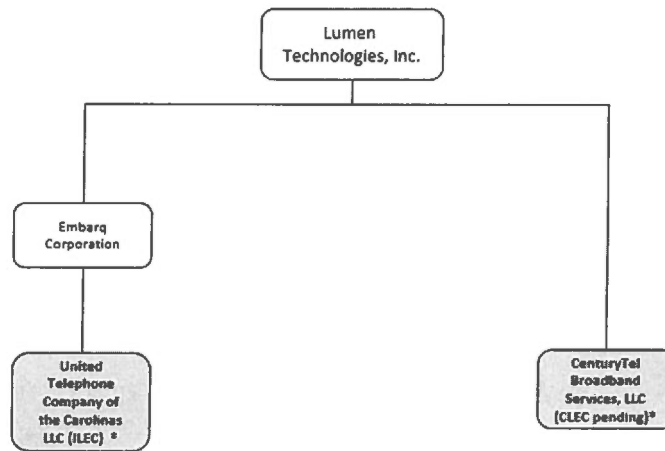 Lumen
Technologies, Inc.
Embarq
Corporation
United
Telephone
Company of
the Carolinas
LLC (ILEC) *
CenturyTel
Broadband
Services, LLC
(CLEC pending)*